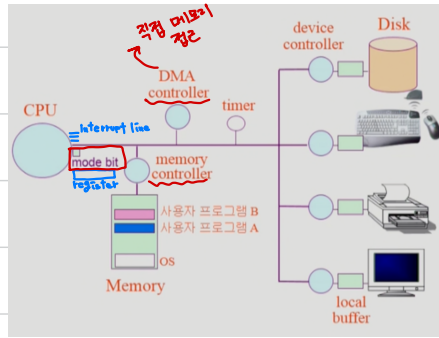 직접 메모리
접근
DMA
controller
timer
device
controller
Disk
CPU
interrupt line
mode bit
register
memory
controller
사용자 프로그램 B
사용자 프로그램 A
OS
Memory
local
buffer